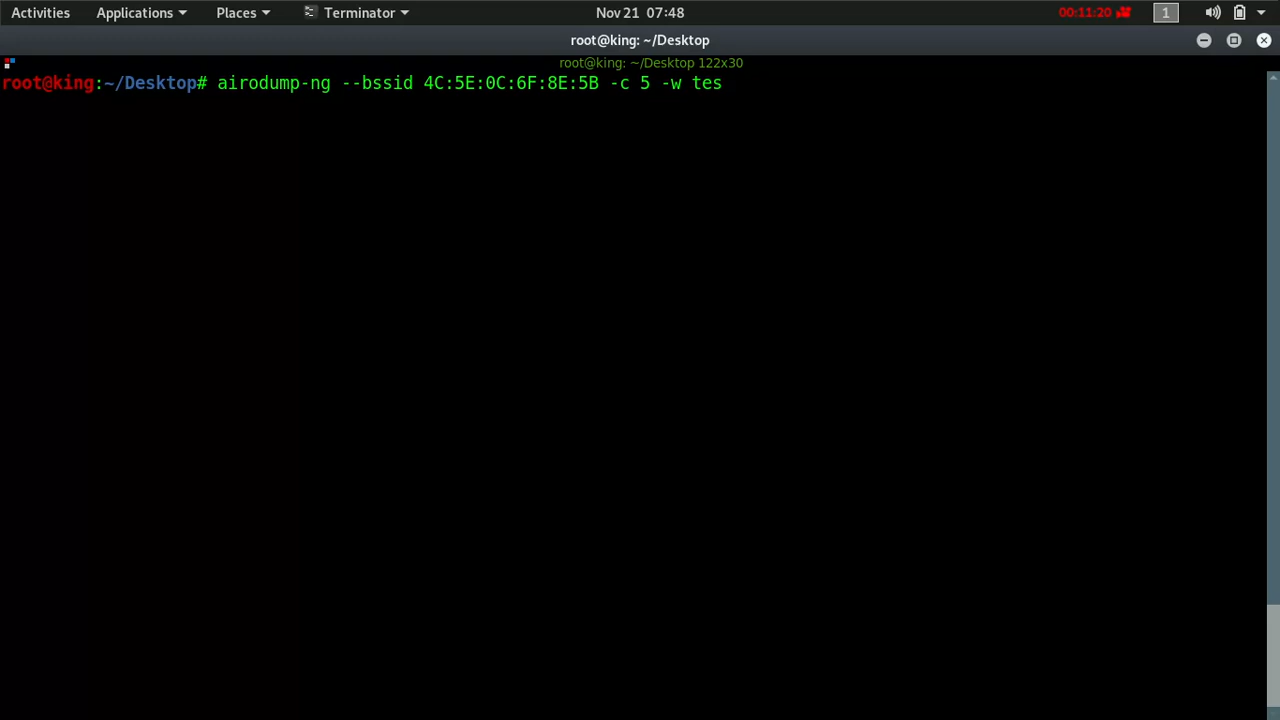 Activities Applications Places Terminator Nov 21 07:48 00:11:20 1
root@king: ~/Desktop
root@king: ~/Desktop 122x30
root@king:~/Desktop# airodump-ng --bssid 4C:5E:0C:6F:8E:5B -c 5 -w tes